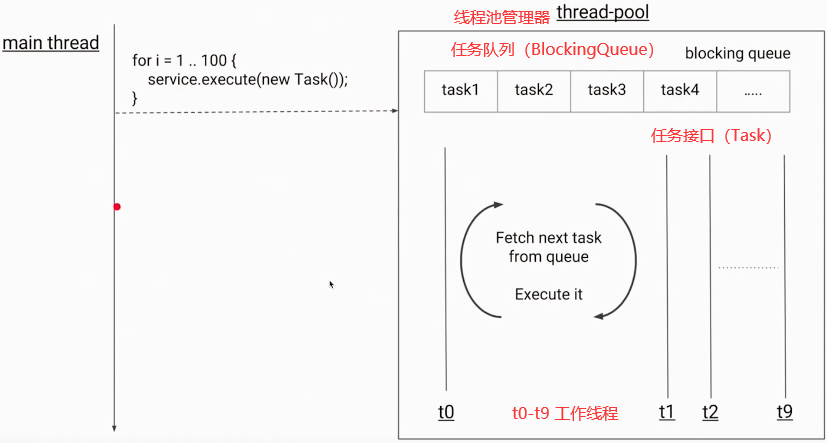 线程池管理器 thread-pool
main thread
for i = 1 .. 100 {
service.execute(new Task());
}
任务队列（BlockingQueue） blocking queue
task1 task2 task3 task4 .....
任务接口（Task）
Fetch next task
from queue
Execute it
t0 t0-t9 工作线程 t1 t2 t9